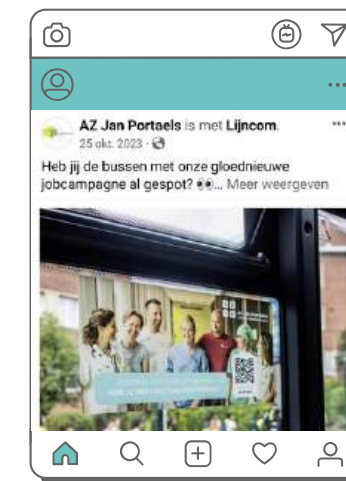 AZ Jan Portaels is met Lijncom.
25 okt. 2023
Heb jij de bussen met onze gloednieuwe
jobcampagne al gespot? 👀... Meer weergeven